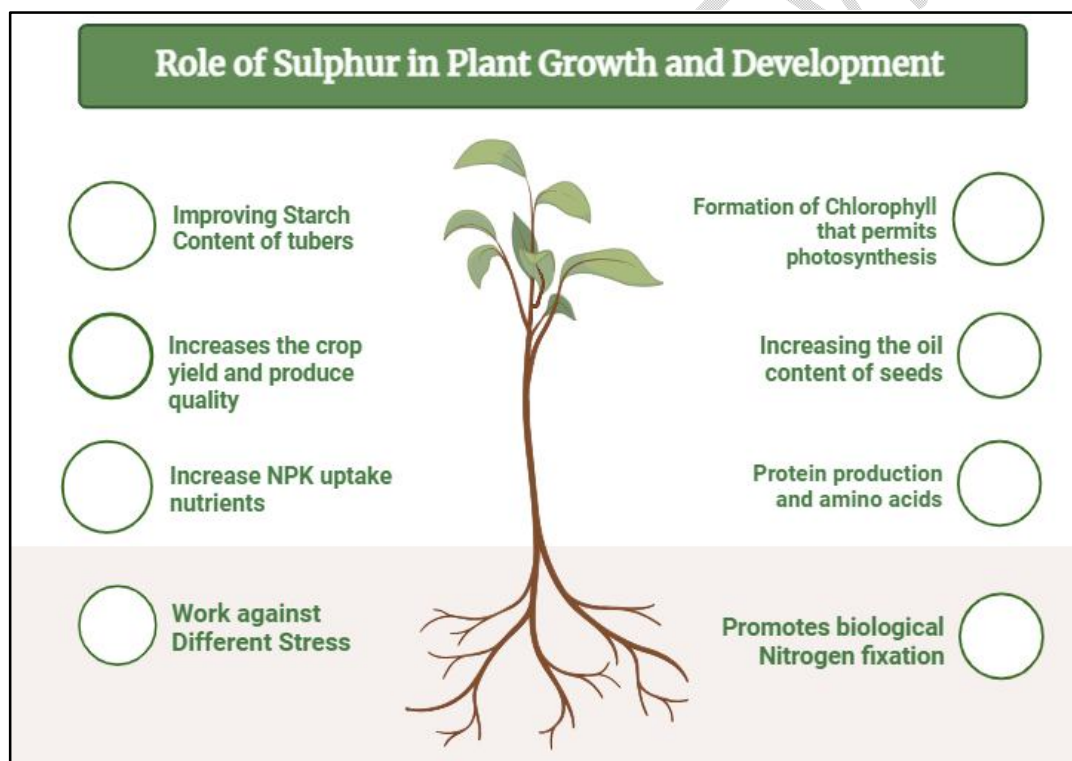 Role of Sulphur in Plant Growth and Development
Improving Starch
Content of tubers
Increases the crop
yield and produce
quality
Increase NPK uptake
nutrients
Work against
Different Stress
Formation of Chlorophyll
that permits
photosynthesis
Increasing the oil
content of seeds
Protein production
and amino acids
Promotes biological
Nitrogen fixation